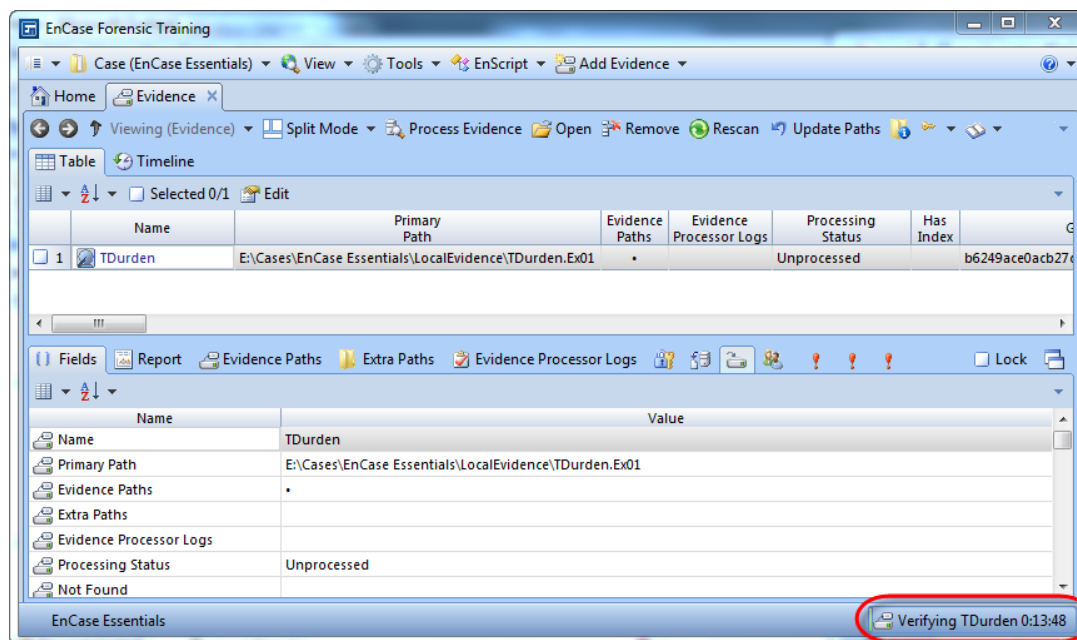 EnCase Forensic Training
Case (EnCase Essentials) View Tools EnScript Add Evidence
Home Evidence
Viewing (Evidence) Split Mode Process Evidence Open Remove Rescan Update Paths
Table Timeline
Selected 0/1 Edit
Name Primary Path Evidence Paths Evidence Processor Logs Processing Status Has Index G
1 TDurden E:\Cases\EnCase Essentials\LocalEvidence\TDurden.Ex01 • Unprocessed b6249ace0acb27
Fields Report Evidence Paths Extra Paths Evidence Processor Logs Lock
Name Value
Name TDurden
Primary Path E:\Cases\EnCase Essentials\LocalEvidence\TDurden.Ex01
Evidence Paths •
Extra Paths
Evidence Processor Logs
Processing Status Unprocessed
Not Found
EnCase Essentials Verifying TDurden 0:13:48